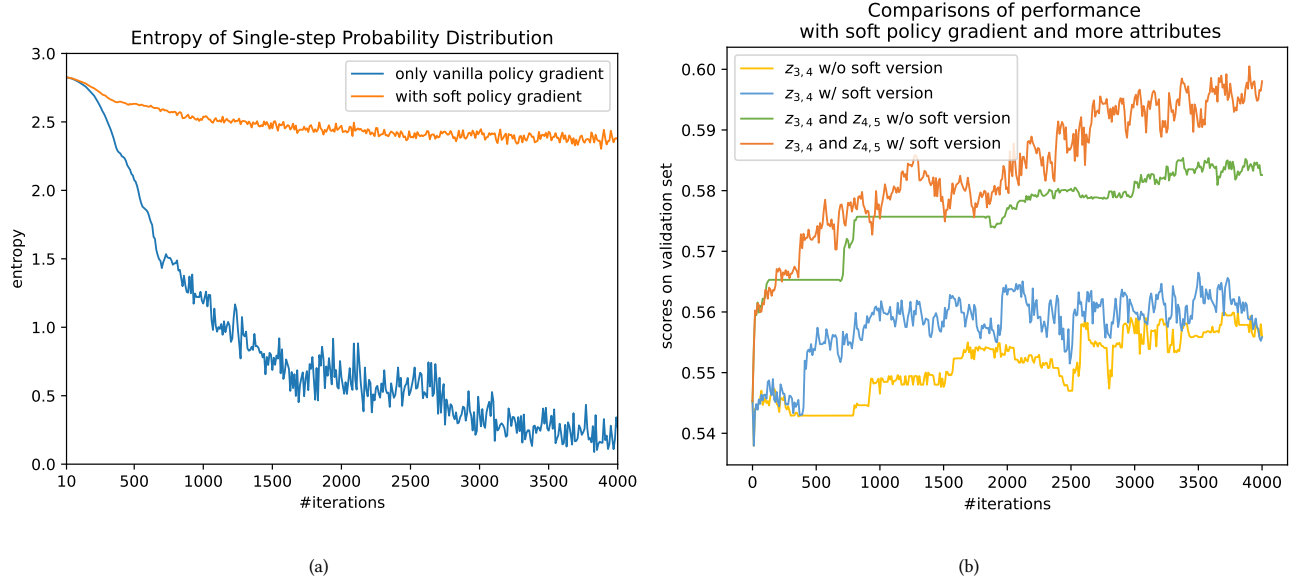 Entropy of Single-step Probability Distribution
3.0
2.5
2.0
1.5
1.0
0.5
0.0
entropy
only vanilla policy gradient
with soft policy gradient
10
500
1000
1500
2000
2500
3000
3500
4000
#iterations
(a)
Comparisons of performance
with soft policy gradient and more attributes
0.60
0.59
0.58
0.57
0.56
0.55
0.54
scores on validation set
z3,4 w/o soft version
z3,4 w/ soft version
z3,4 and z4,5 w/o soft version
z3,4 and z4,5 w/ soft version
0
500
1000
1500
2000
2500
3000
3500
4000
#iterations
(b)